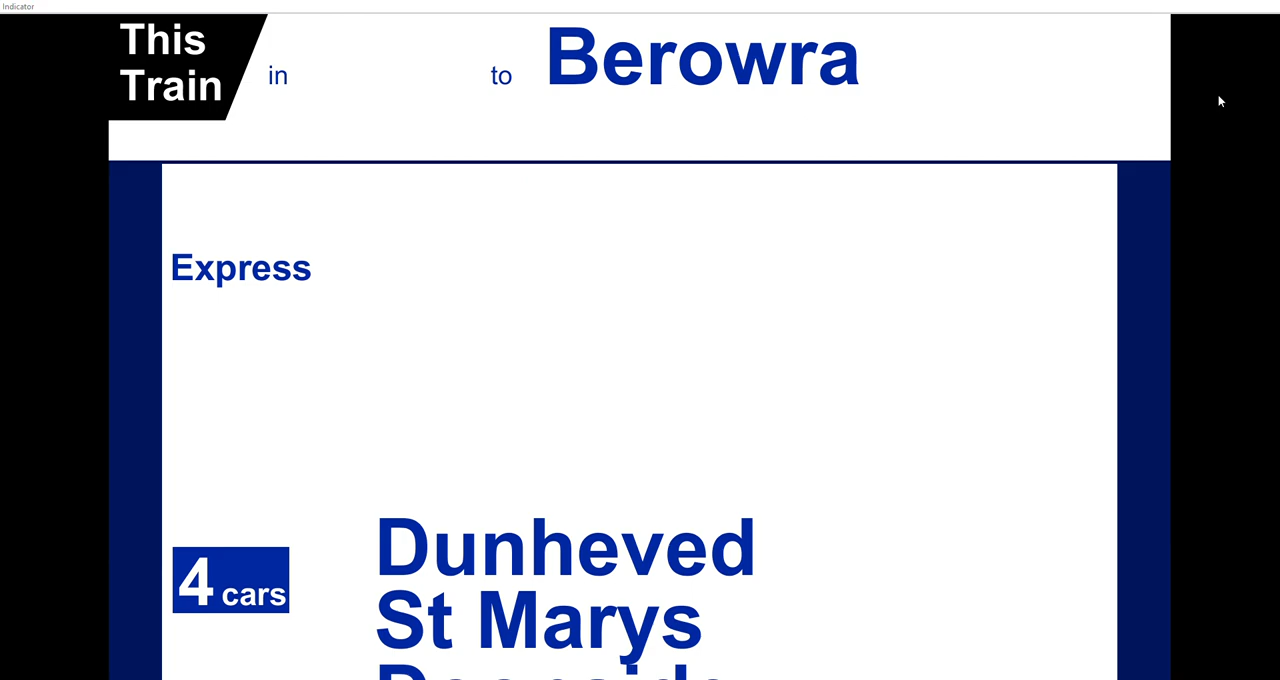 Indicator
This
Train
in
to
Berowra
Express
4 cars
Dunheved
St Marys